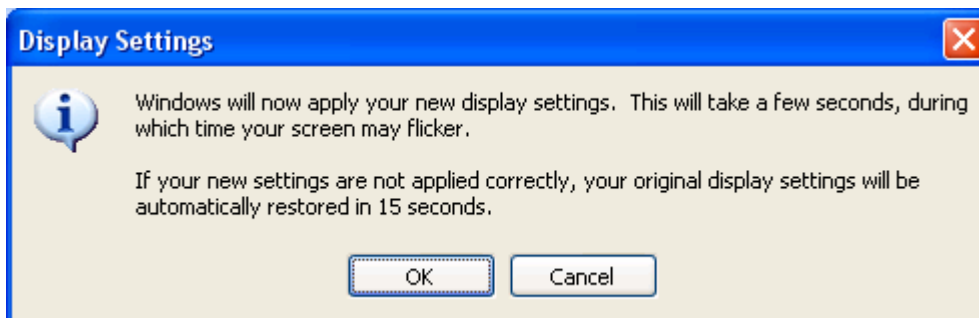 Display Settings
Windows will now apply your new display settings.  This will take a few seconds, during
which time your screen may flicker.
If your new settings are not applied correctly, your original display settings will be
automatically restored in 15 seconds.
OK
Cancel